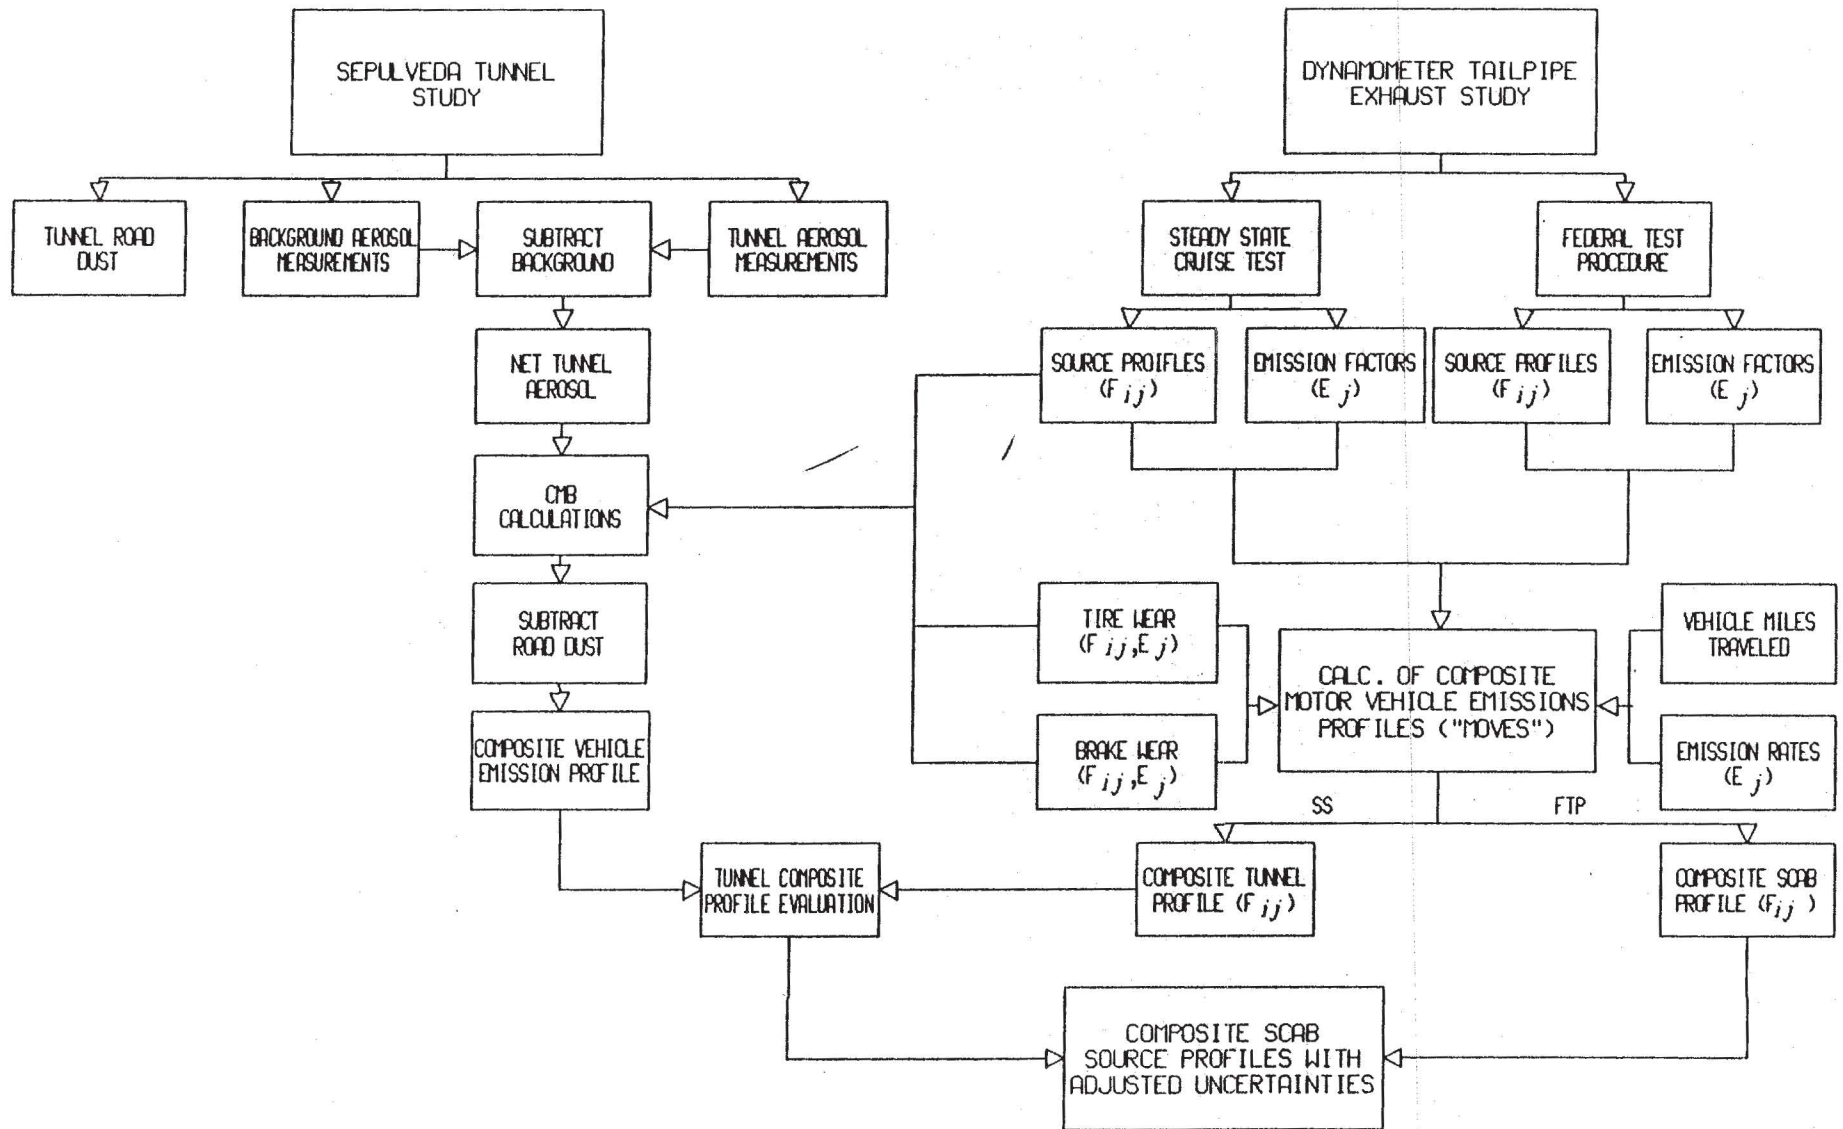 SEPULVEDA TUNNEL
STUDY
DYNAMOMETER TAILPIPE
EXHAUST STUDY
TUNNEL ROAD
DUST
BACKGROUND AEROSOL
MEASUREMENTS
SUBTRACT
BACKGROUND
TUNNEL AEROSOL
MEASUREMENTS
STEADY STATE
CRUISE TEST
FEDERAL TEST
PROCEDURE
NET TUNNEL
AEROSOL
SOURCE PROIFLES
(F ij)
EMISSION FACTORS
(E j)
SOURCE PROFILES
(F ij)
EMISSION FACTORS
(E j)
CMB
CALCULATIONS
SUBTRACT
ROAD DUST
TIRE WEAR
(F ij,E j)
VEHICLE MILES
TRAVELED
CALC. OF COMPOSITE
MOTOR VEHICLE EMISSIONS
PROFILES ("MOVES")
COMPOSITE VEHICLE
EMISSION PROFILE
BRAKE WEAR
(F ij,E j)
EMISSION RATES
(E j)
SS
FTP
TUNNEL COMPOSITE
PROFILE EVALUATION
COMPOSITE TUNNEL
PROFILE (F ij)
COMPOSITE SCAB
PROFILE (Fij )
COMPOSITE SCAB
SOURCE PROFILES WITH
ADJUSTED UNCERTAINTIES